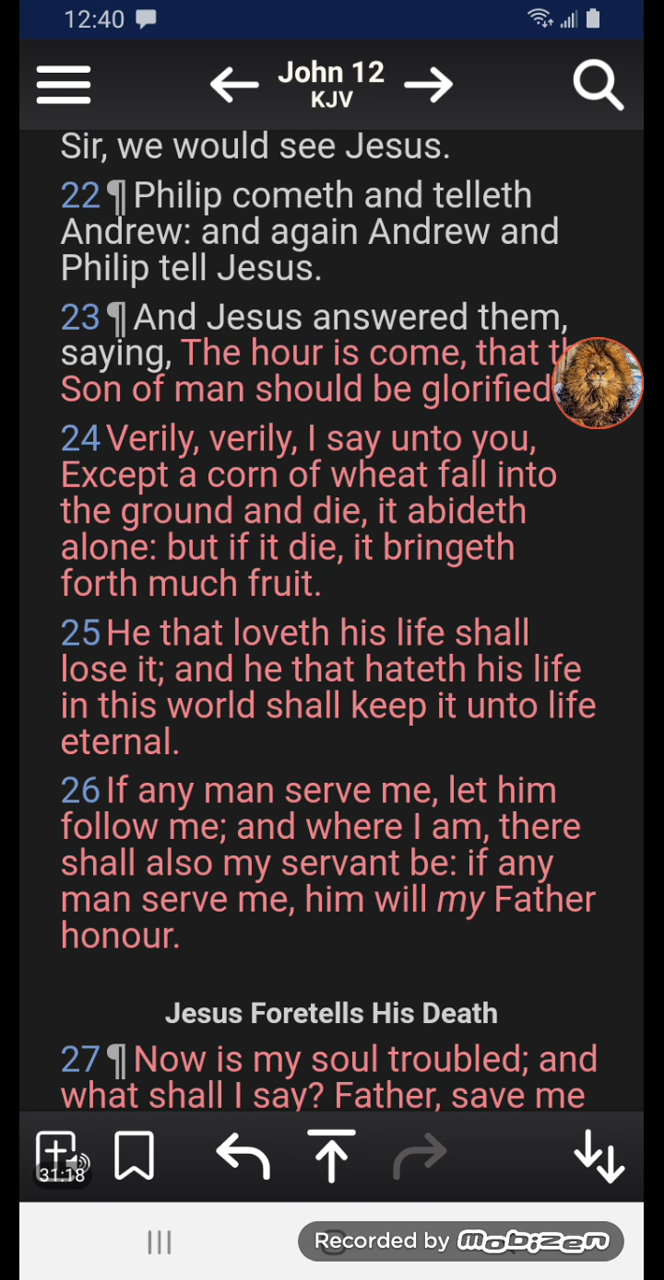 12:40
John 12
KJV
Sir, we would see Jesus.
22 ¶ Philip cometh and telleth
Andrew: and again Andrew and
Philip tell Jesus.
23 ¶ And Jesus answered them,
saying, The hour is come, that
Son of man should be glorified
24 Verily, verily, I say unto you,
Except a corn of wheat fall into
the ground and die, it abideth
alone: but if it die, it bringeth
forth much fruit.
25 He that loveth his life shall
lose it; and he that hateth his life
in this world shall keep it unto life
eternal.
26 If any man serve me, let him
follow me; and where I am, there
shall also my servant be: if any
man serve me, him will my Father
honour.
Jesus Foretells His Death
27 ¶ Now is my soul troubled; and
what shall I say? Father, save me
31:18
Recorded by mobizen